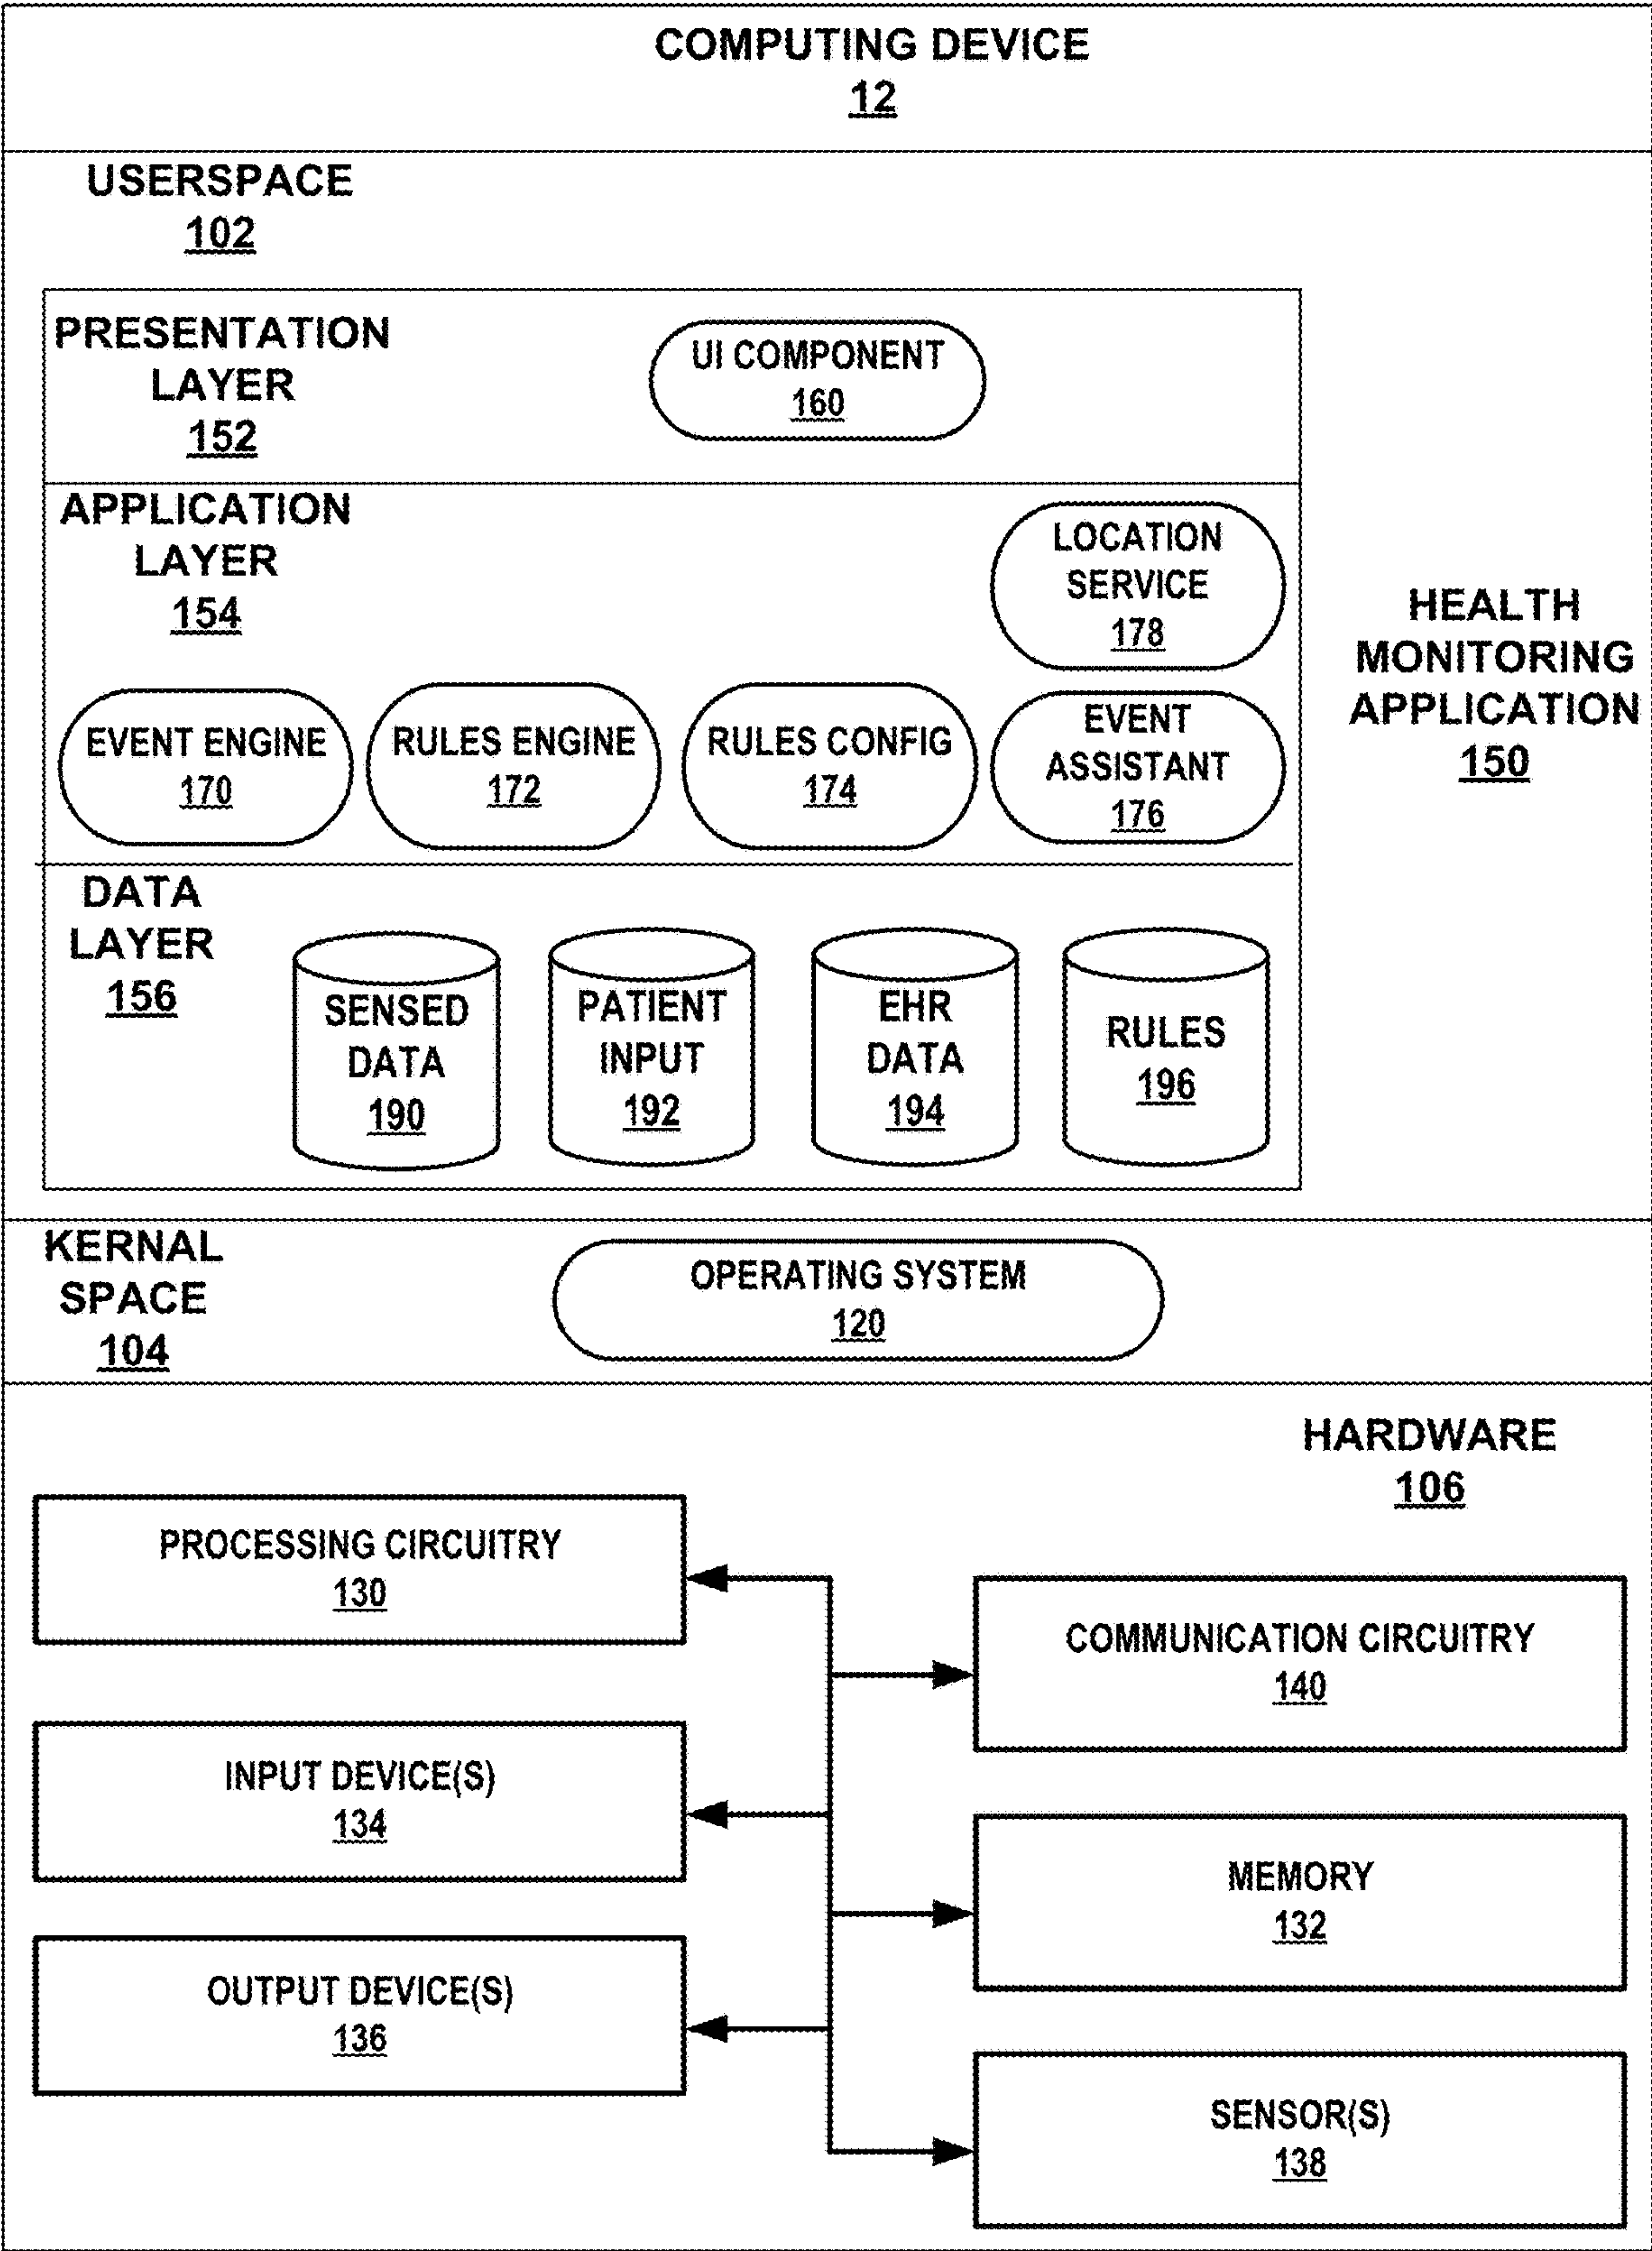 COMPUTING DEVICE
12
USERSPACE
102
PRESENTATION
LAYER
152
UI COMPONENT
160
APPLICATION
LAYER
154
LOCATION
SERVICE
178
EVENT ENGINE
170
RULES ENGINE
172
RULES CONFIG
174
EVENT
ASSISTANT
176
HEALTH
MONITORING
APPLICATION
150
DATA
LAYER
156
SENSED
DATA
190
PATIENT
INPUT
192
EHR
DATA
194
RULES
196
KERNAL
SPACE
104
OPERATING SYSTEM
120
HARDWARE
106
PROCESSING CIRCUITRY
130
COMMUNICATION CIRCUITRY
140
INPUT DEVICE(S)
134
MEMORY
132
OUTPUT DEVICE(S)
136
SENSOR(S)
138